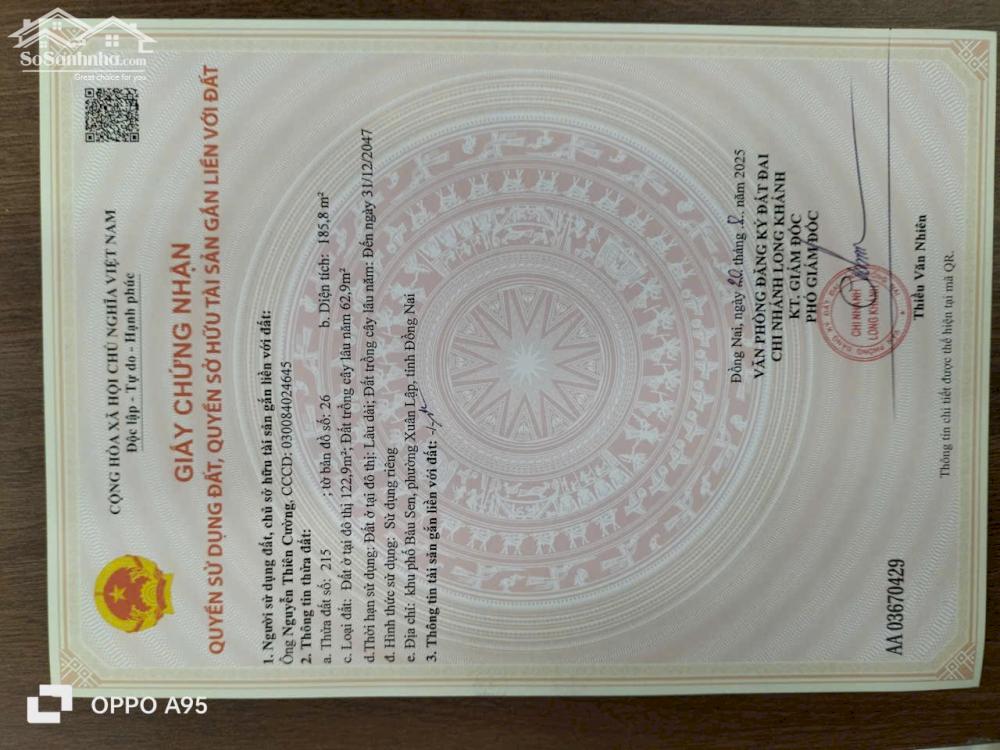 SoSanhnha.com
Great choice for you
CỘNG HÒA XÃ HỘI CHỦ NGHĨA VIỆT NAM
Độc lập - Tự do - Hạnh phúc
GIẤY CHỨNG NHẬN
QUYỀN SỬ DỤNG ĐẤT, QUYỀN SỞ HỮU TÀI SẢN GẮN LIỀN VỚI ĐẤT
1. Người sử dụng đất, chủ sở hữu tài sản gắn liền với đất:
Ông Nguyễn Thiên Cường, CCCD: 030084024645
2. Thông tin thửa đất:
a. Thửa đất số: 215 ; tờ bản đồ số: 26 b. Diện tích: 185,8 m²
c. Loại đất: Đất ở tại đô thị 122,9m²; Đất trồng cây lâu năm 62,9m²
d.Thời hạn sử dụng: Đất ở tại đô thị: Lâu dài; Đất trồng cây lâu năm: Đến ngày 31/12/2047
đ. Hình thức sử dụng: Sử dụng riêng
e. Địa chỉ: khu phố Bàu Sen, phường Xuân Lập, tỉnh Đồng Nai
3. Thông tin tài sản gắn liền với đất: -/-
Đồng Nai, ngày 20 tháng năm 2025
VĂN PHÒNG ĐĂNG KÝ ĐẤT ĐAI
CHI NHÁNH LONG KHÁNH
KT. GIÁM ĐỐC
PHÓ GIÁM ĐỐC
CHI NHÁNH
LONG KHÁNH
Thiều Văn Nhiên
AA 03670429
Thông tin chi tiết được thể hiện tại mã QR.
OPPO A95